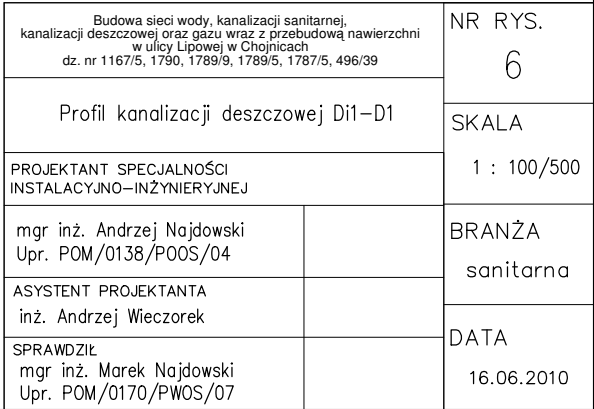 Budowa sieci wody, kanalizacji sanitarnej,
kanalizacji deszczowej oraz gazu wraz z przebudową nawierzchni
w ulicy Lipowej w Chojnicach
dz. nr 1167/5, 1790, 1789/9, 1789/5, 1787/5, 496/39
Profil kanalizacji deszczowej Di1-D1
PROJEKTANT SPECJALNOŚCI
INSTALACYJNO-INŻYNIERYJNEJ
mgr inż. Andrzej Najdowski
Upr. POM/0138/POOS/04
ASYSTENT PROJEKTANTA
inż. Andrzej Wieczorek
SPRAWDZIŁ
mgr inż. Marek Najdowski
Upr. POM/0170/PWOS/07
NR RYS.
6
SKALA
1 : 100/500
BRANŻA
sanitarna
DATA
16.06.2010